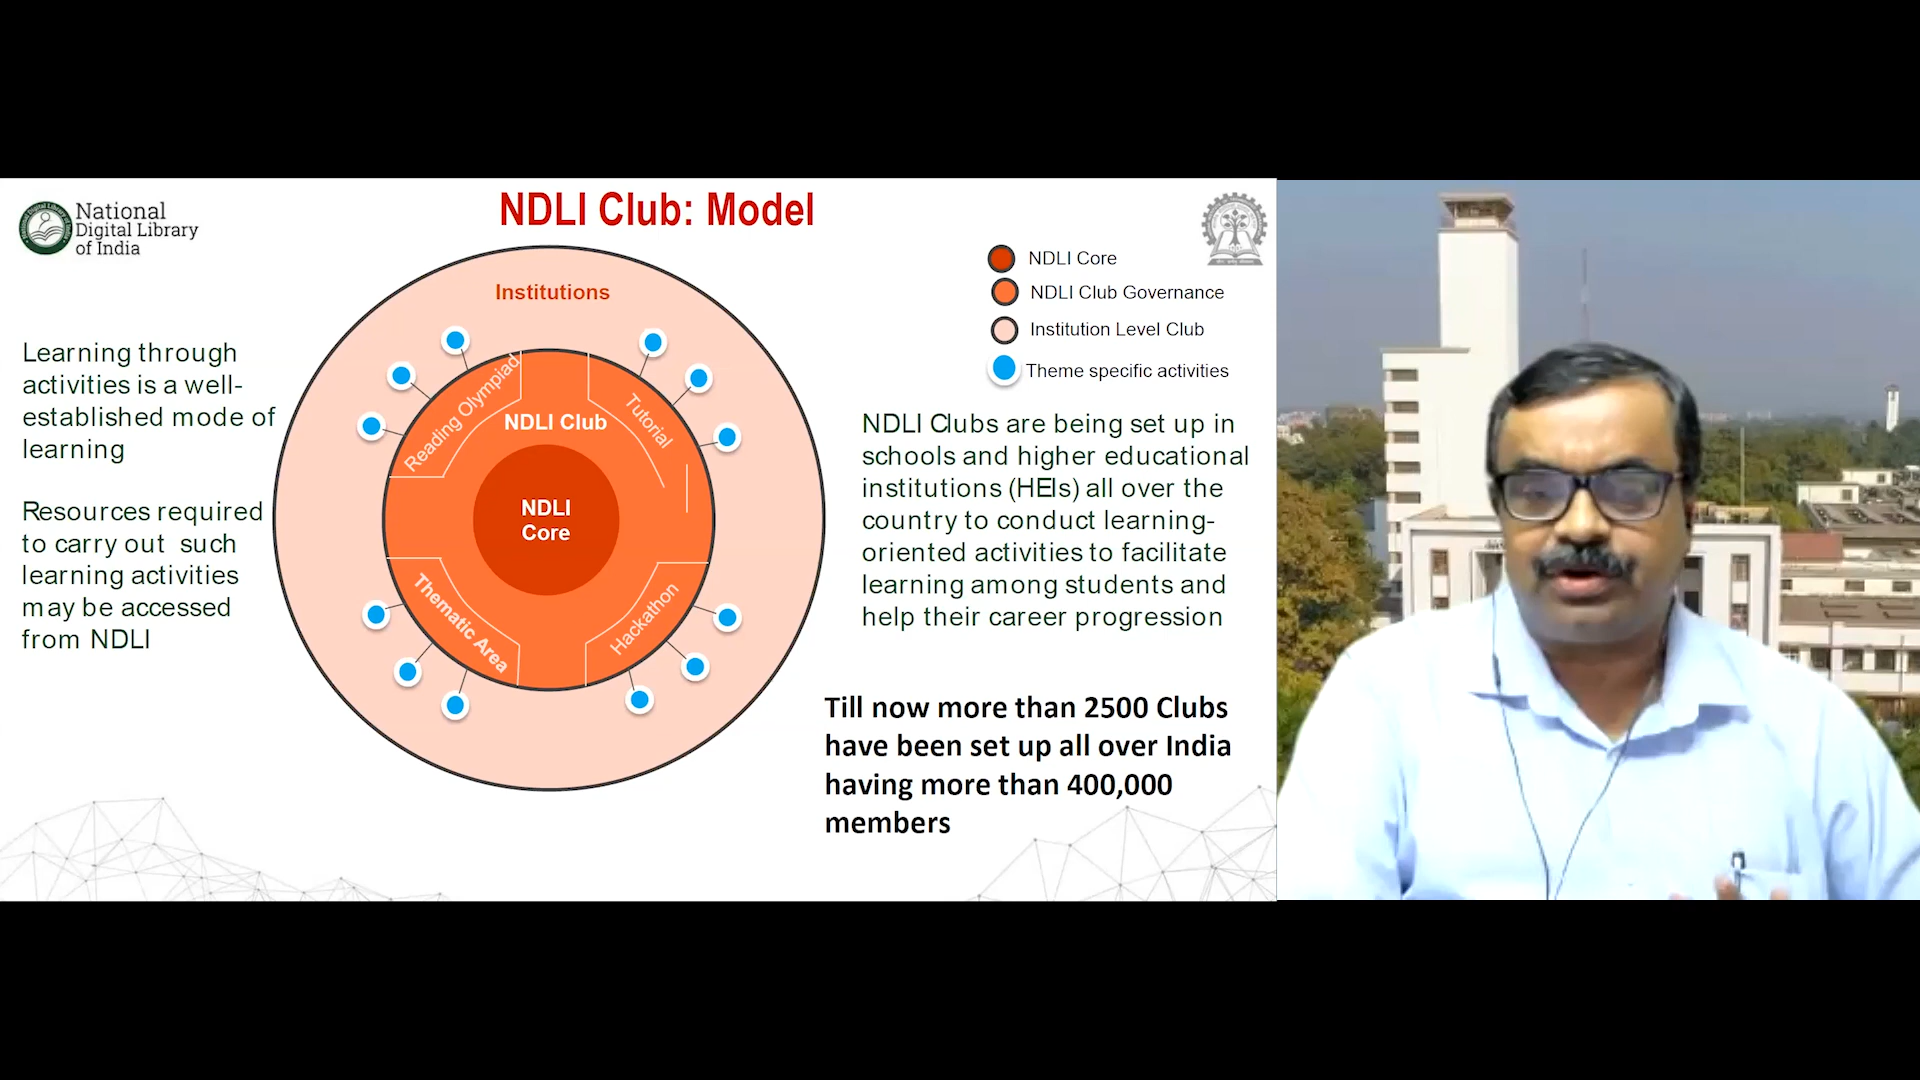 National
Digital Library
of India
NDLI Club: Model
Learning through
activities is a well-
established mode of
learning
Resources required
to carry out such
learning activities
may be accessed
from NDLI
Institutions
Reading Olympiad
Tutorial
NDLI Club
NDLI
Core
Thematic Area
Hackathon
NDLI Core
NDLI Club Governance
Institution Level Club
Theme specific activities
NDLI Clubs are being set up in
schools and higher educational
institutions (HEIs) all over the
country to conduct learning-
oriented activities to facilitate
learning among students and
help their career progression
Till now more than 2500 Clubs
have been set up all over India
having more than 400,000
members